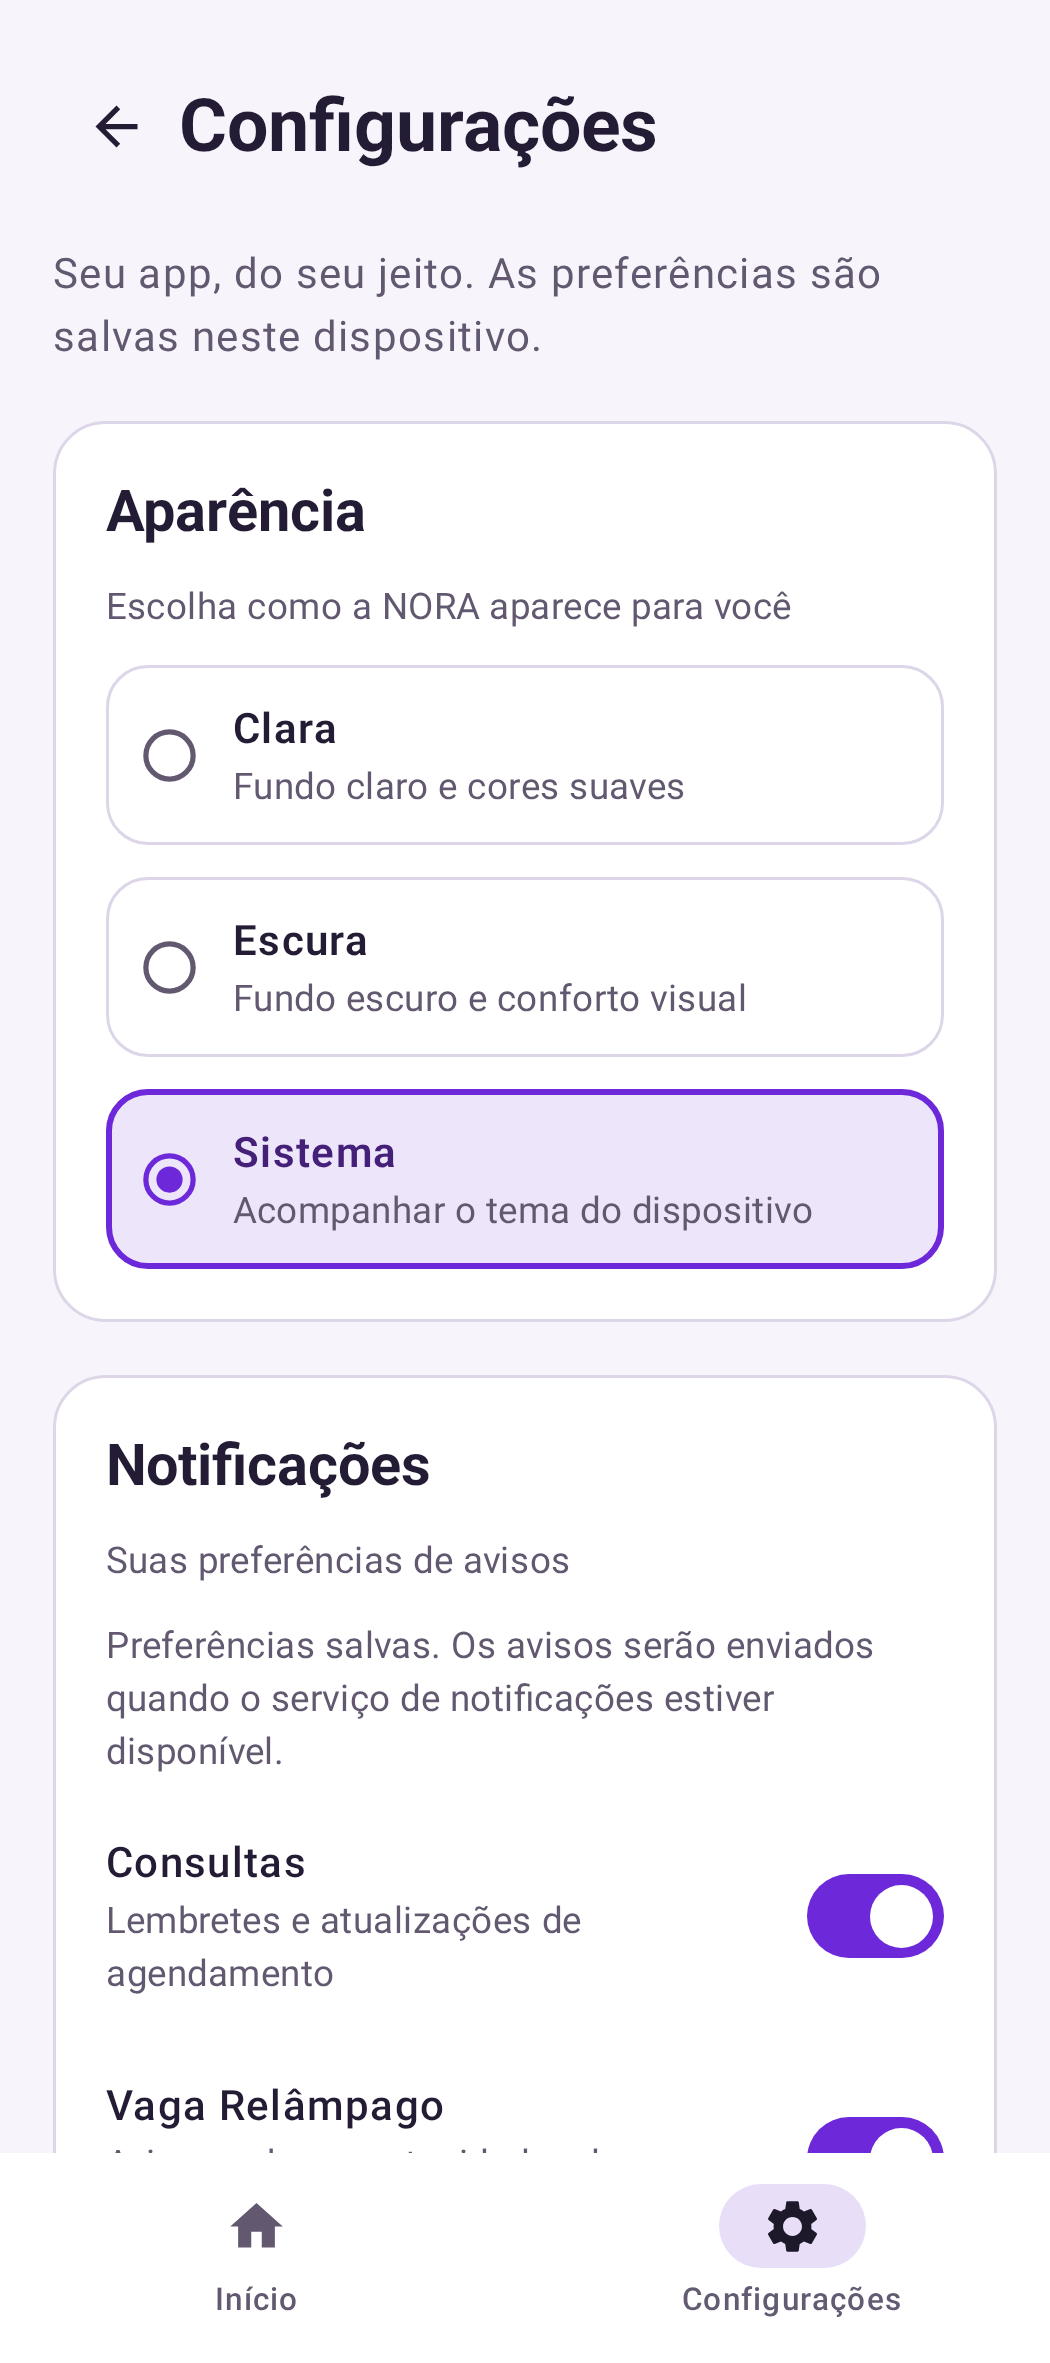 Configurações
Seu app, do seu jeito. As preferências são
salvas neste dispositivo.
Aparência
Escolha como a NORA aparece para você
Clara
Fundo claro e cores suaves
Escura
Fundo escuro e conforto visual
Sistema
Acompanhar o tema do dispositivo
Notificações
Suas preferências de avisos
Preferências salvas. Os avisos serão enviados
quando o serviço de notificações estiver
disponível.
Consultas
Lembretes e atualizações de
agendamento
Vaga Relâmpago
Início
Configurações